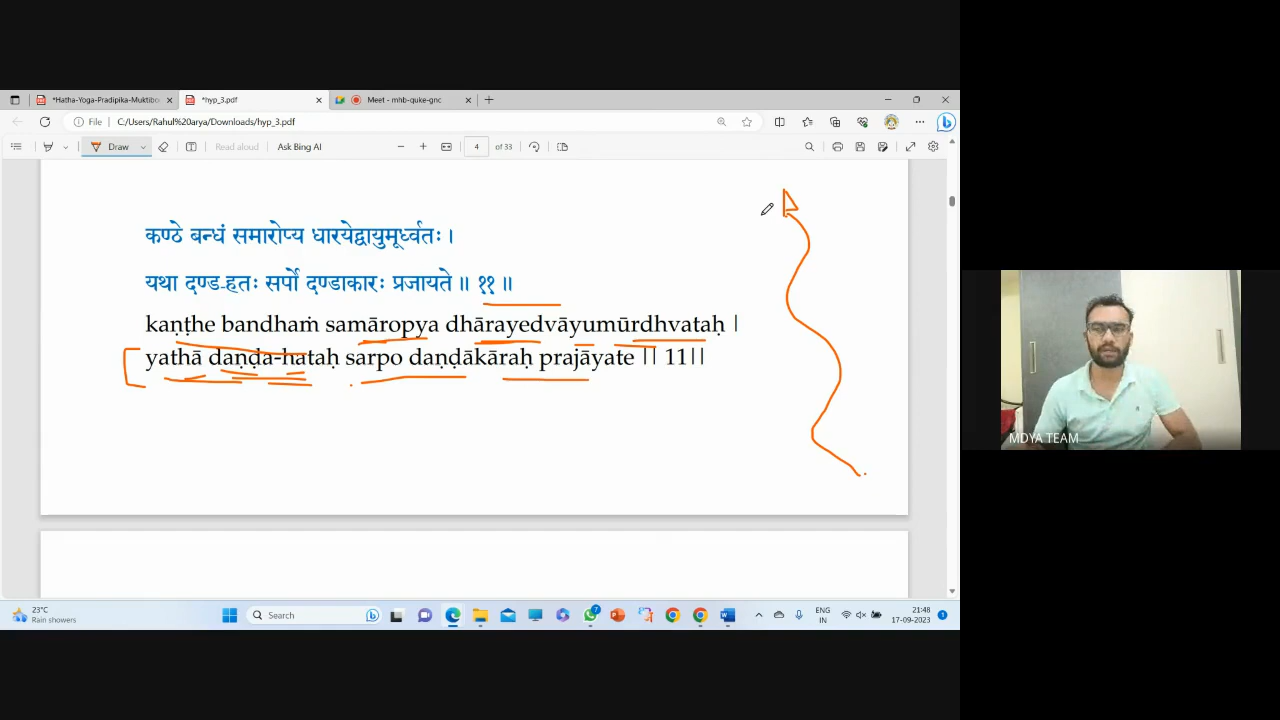 *Hatha-Yoga-Pradipika-Muktibo
*hyp_3.pdf
Meet - mhb-quke-gnc
File
C:/Users/Rahul%20arya/Downloads/hyp_3.pdf
Draw
Read aloud
Ask Bing AI
4
of 33
कण्ठे बन्धं समारोप्य धारयेद्वायुमूर्ध्वतः ।
यथा दण्ड-हतः सर्पो दण्डाकारः प्रजायते ॥ ११ ॥
kaṇṭhe bandhaṁ samāropya dhārayedvāyumūrdhvataḥ |
yathā daṇḍa-hataḥ sarpo daṇḍākāraḥ prajāyate || 11||
MDYA TEAM
23°C
Rain showers
Search
7
ENG
IN
21:48
17-09-2023
1